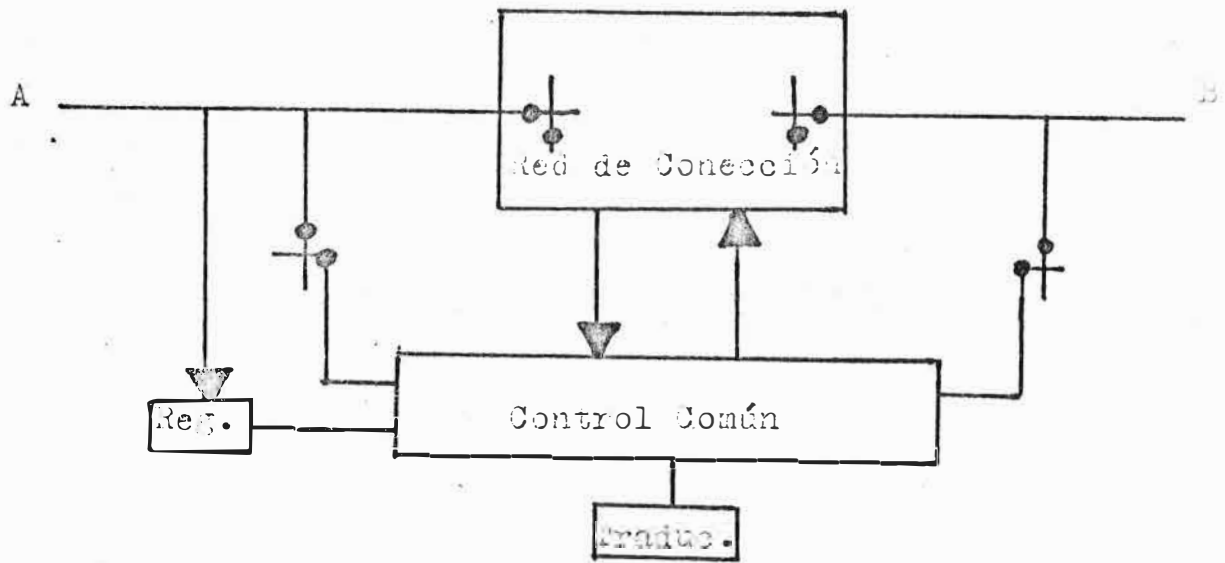 A
B
Red de Conección
Reg.
Control Común
Traduc.